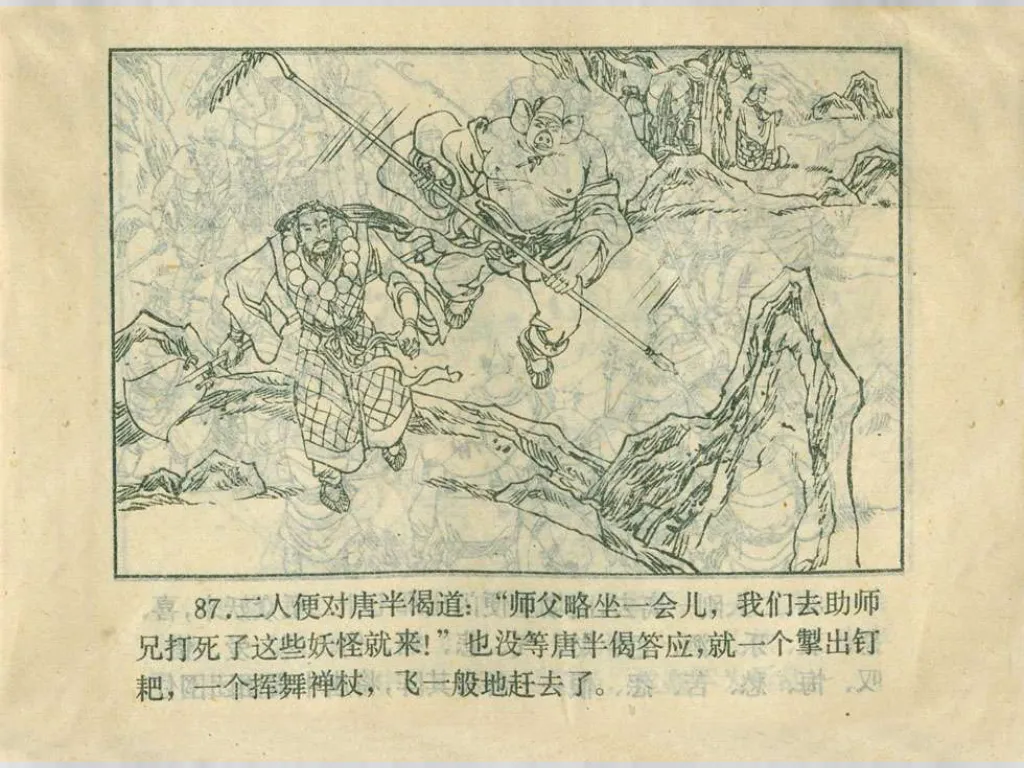 87.二人便对唐半偈道：“师父略坐一会儿，我们去助师
兄打死了这些妖怪就来！”也没等唐半偈答应，就一个掣出钉
耙，一个挥舞禅杖，飞一般地赶去了。